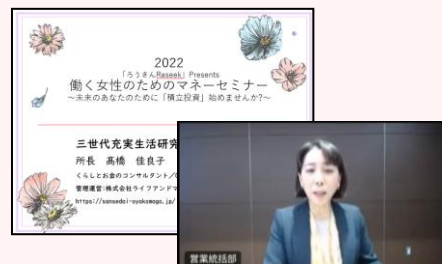 2022
「ろうきんRaseek」Presents
働く女性のためのマネーセミナー
～未来のあなたのために「積立投資」始めませんか?～
三世代充実生活研究
所長 高橋 佳良子
くらしとお金のコンサルタント/
管理運営:株式会社ライフアンドマ
https://sansedai-oyakomago.jp/
営業統括部